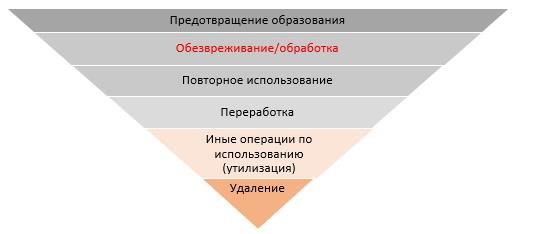 Предотвращение образования
Обезвреживание/обработка
Повторное использование
Переработка
Иные операции по
использованию
(утилизация)
Удаление